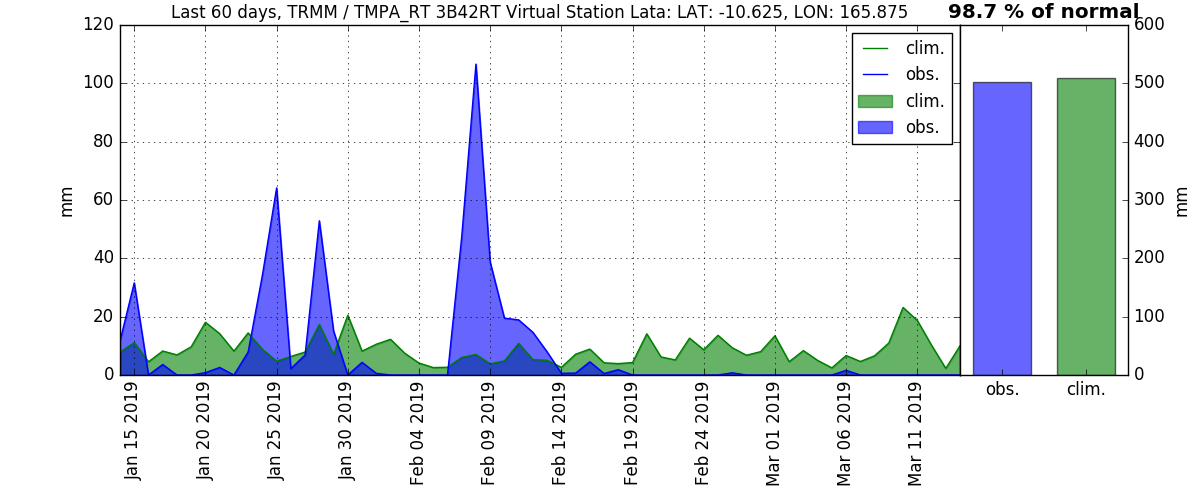 Last 60 days, TRMM / TMPA_RT 3B42RT Virtual Station Lata: LAT: -10.625, LON: 165.875
98.7 % of normal
120
100
80
60
40
20
0
mm
clim.
obs.
clim.
obs.
600
500
400
300
200
100
0
mm
obs.
clim.
Jan 15 2019
Jan 20 2019
Jan 25 2019
Jan 30 2019
Feb 04 2019
Feb 09 2019
Feb 14 2019
Feb 19 2019
Feb 24 2019
Mar 01 2019
Mar 06 2019
Mar 11 2019